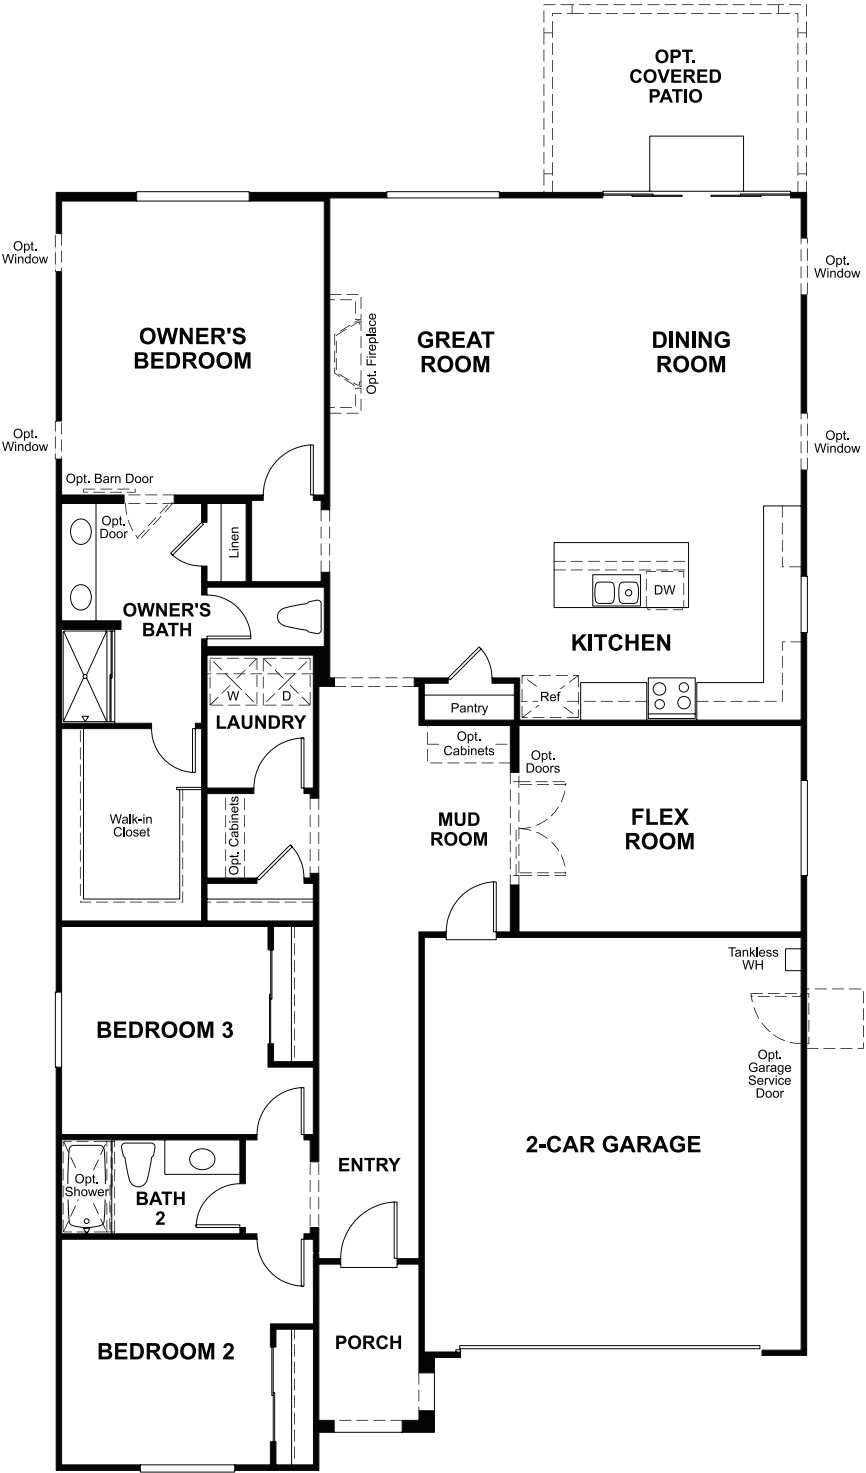 OPT.
COVERED
PATIO
Opt.
Window
Opt.
Window
OWNER'S
BEDROOM
Opt. Fireplace
GREAT
ROOM
DINING
ROOM
Opt.
Window
Opt.
Window
Opt. Barn Door
Opt.
Door
Linen
OWNER'S
BATH
DW
KITCHEN
W
D
LAUNDRY
Pantry
Ref
Opt.
Cabinets
Opt.
Doors
Walk-in
Closet
Opt. Cabinets
MUD
ROOM
FLEX
ROOM
Tankless
WH
BEDROOM 3
Opt.
Garage
Service
Door
2-CAR GARAGE
ENTRY
Opt.
Shower
BATH
2
BEDROOM 2
PORCH